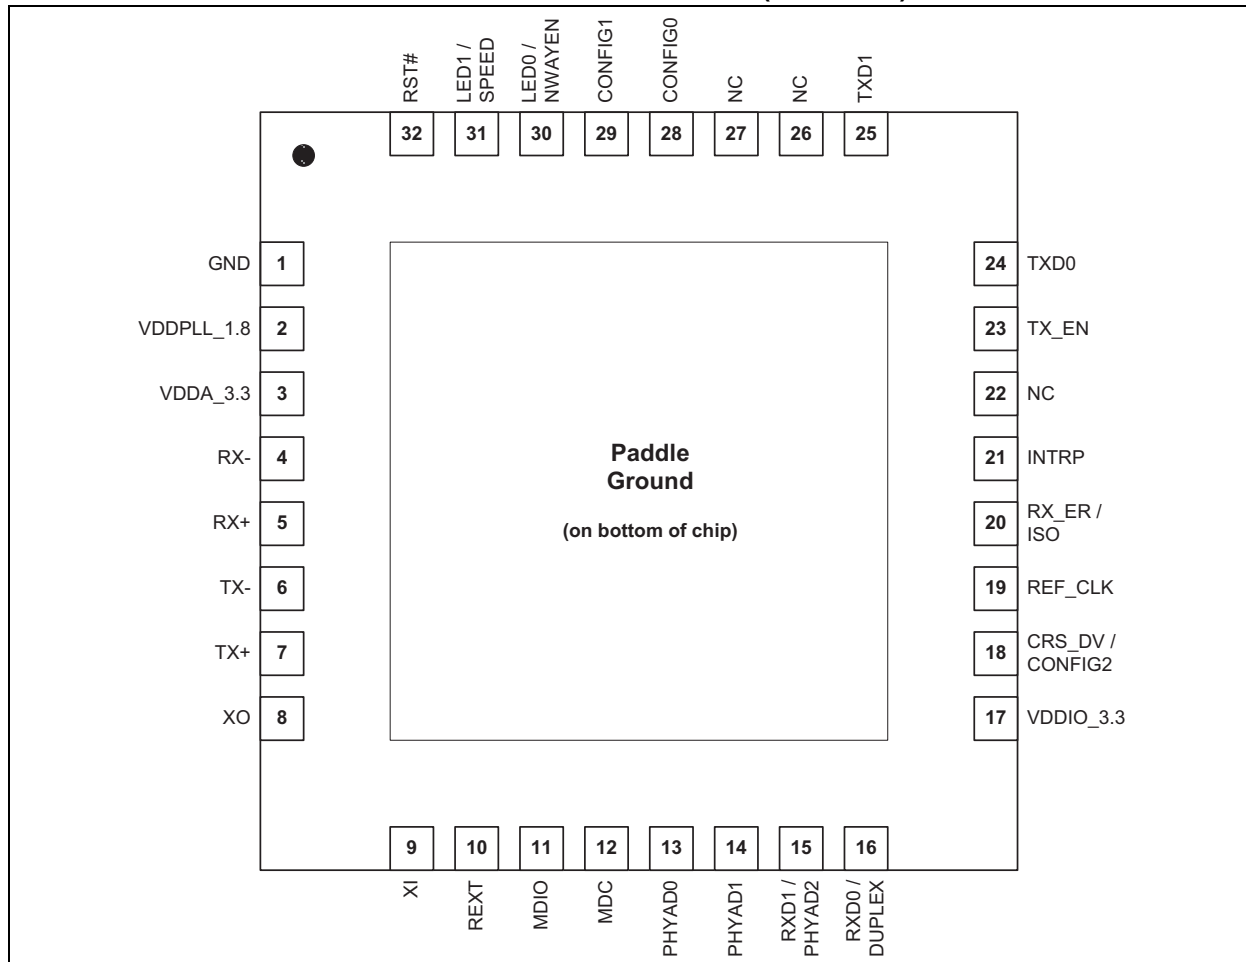 RST#
LED1 /
SPEED
LED0 /
NWAYEN
CONFIG1
CONFIG0
NC
NC
TXD1
32
31
30
29
28
27
26
25
GND 1
VDDPLL_1.8 2
VDDA_3.3 3
RX- 4
RX+ 5
TX- 6
TX+ 7
XO 8
Paddle
Ground
(on bottom of chip)
24 TXD0
23 TX_EN
22 NC
21 INTRP
20 RX_ER /
ISO
19 REF_CLK
18 CRS_DV /
CONFIG2
17 VDDIO_3.3
9
10
11
12
13
14
15
16
XI
REXT
MDIO
MDC
PHYAD0
PHYAD1
RXD1 /
PHYAD2
RXD0 /
DUPLEX